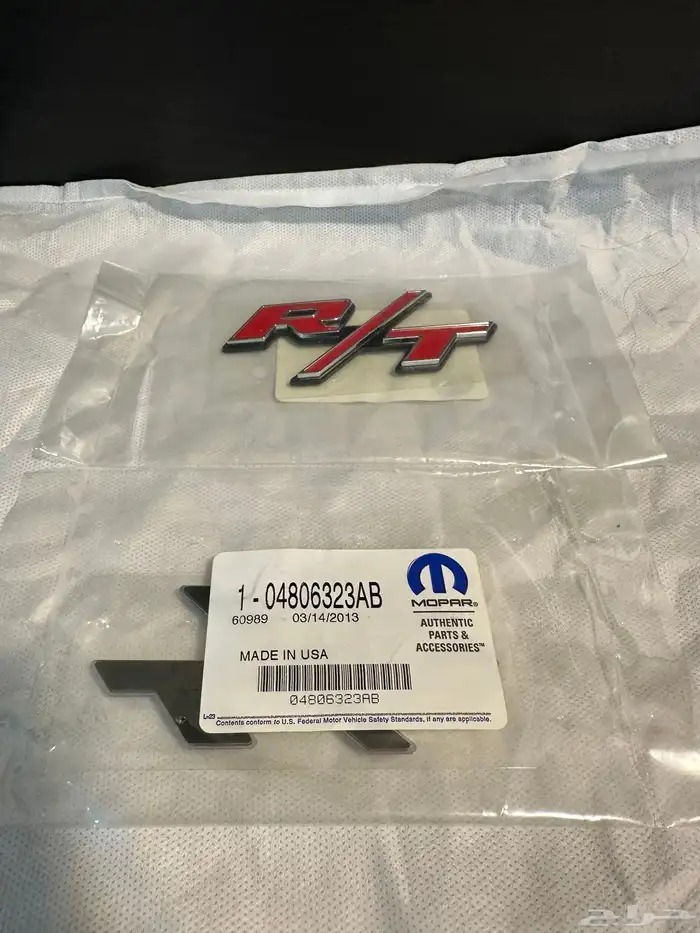 R/T
1 - 04806323AB
60989 03/14/2013
MOPAR®
AUTHENTIC
PARTS &
ACCESSORIES™
MADE IN USA
04806323AB
Ln23
Contents conform to U.S. Federal Motor Vehicle Safety Standards, if any are applicable.
حراج